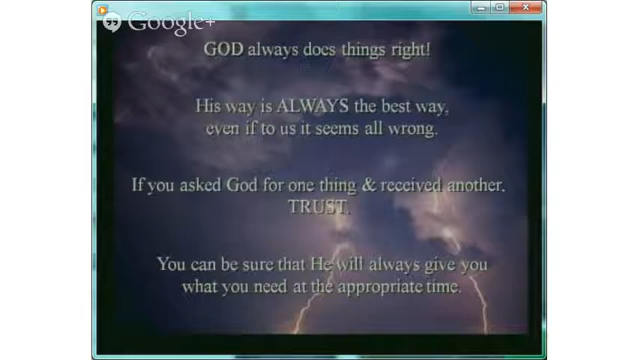 Google+
GOD always does things right!
His way is ALWAYS the best way,
even if to us it seems all wrong.
If you asked God for one thing & received another,
TRUST.
You can be sure that He will always give you
what you need at the appropriate time.